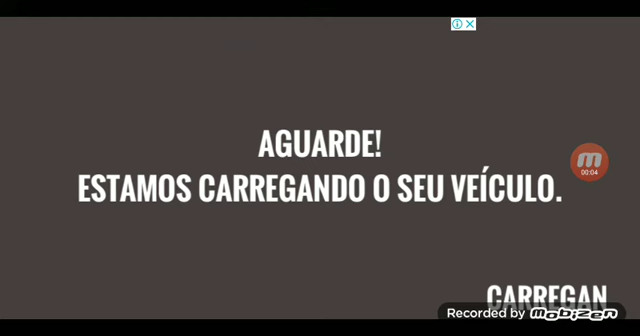 AGUARDE!
ESTAMOS CARREGANDO O SEU VEÍCULO.
00:04
CARREGAN
Recorded by mobizen